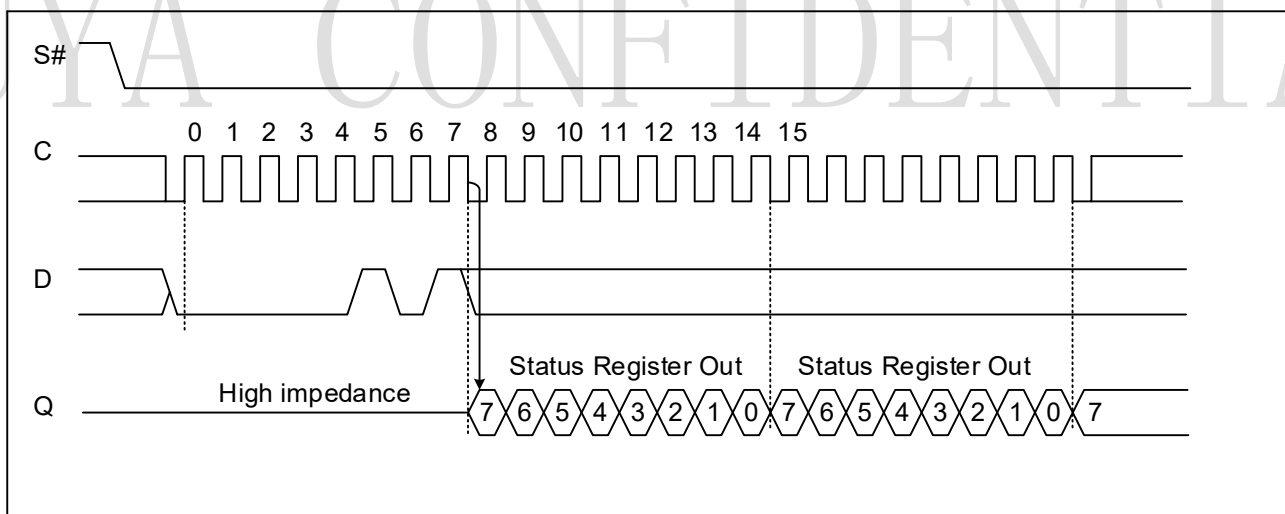 UYA CONFIDENTIA
S#
0 1 2 3 4 5 6 7 8 9 10 11 12 13 14 15
C
D
Status Register Out Status Register Out
High impedance
Q
7 6 5 4 3 2 1 0 7 6 5 4 3 2 1 0 7